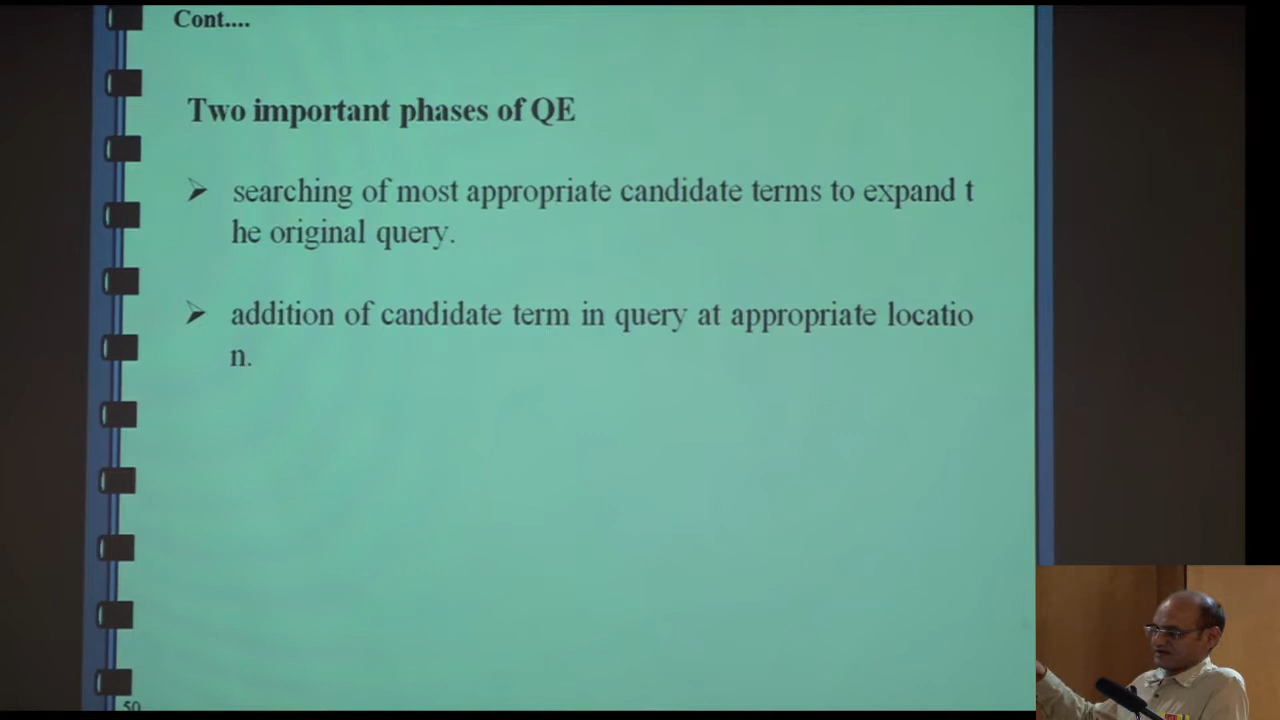 Cont....
Two important phases of QE
searching of most appropriate candidate terms to expand t
he original query.
addition of candidate term in query at appropriate locatio
n.
50